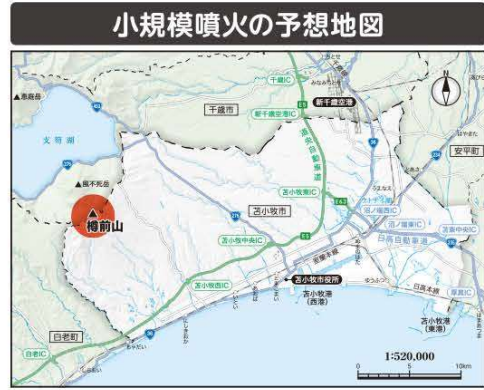 小規模噴火の予想地図
千歳IC
恵庭岳
千歳市
新千歳空港IC
新千歳空港
支笏湖
道央自動車道
安平町
風不死岳
樽前山
苫小牧東IC
苫小牧市
沼ノ端西IC
沼ノ端東IC
苫東中央IC
日高自動車道
苫小牧中央IC
室蘭本線
苫小牧西IC
苫小牧市役所
日高本線
厚真IC
苫小牧港
(西港)
苫小牧港
(東港)
白老町
白老IC
1:520,000
0
5
10km